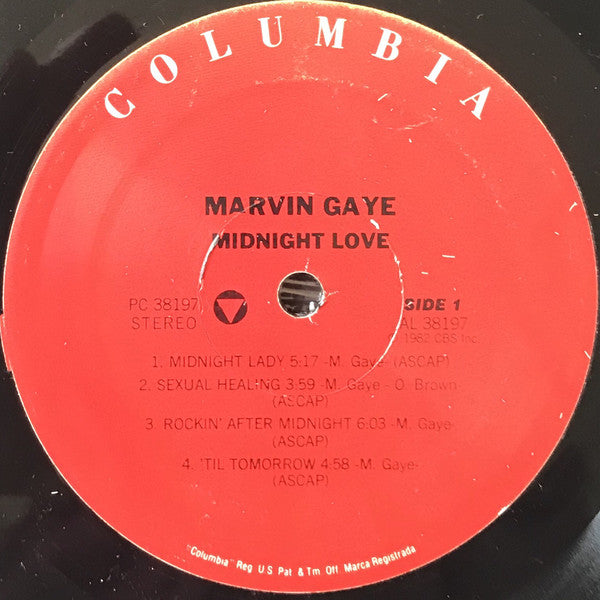 COLUMBIA
MARVIN GAYE
MIDNIGHT LOVE
PC 38197
STEREO
SIDE 1
AL 38197
℗ 1982 CBS Inc.
1. MIDNIGHT LADY 5:17 -M. Gaye- (ASCAP)
2. SEXUAL HEALING 3:59 -M. Gaye - O. Brown-
(ASCAP)
3. ROCKIN' AFTER MIDNIGHT 6:03 -M. Gaye-
(ASCAP)
4. 'TIL TOMORROW 4:58 -M. Gaye-
(ASCAP)
"Columbia" Reg. U.S. Pat. & Tm. Off. Marca Registrada